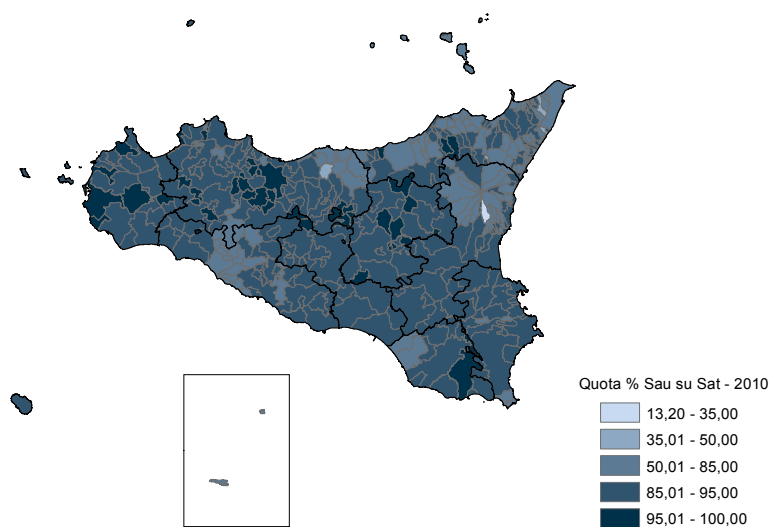 Quota % Sau su Sat - 2010
13,20 - 35,00
35,01 - 50,00
50,01 - 85,00
85,01 - 95,00
95,01 - 100,00